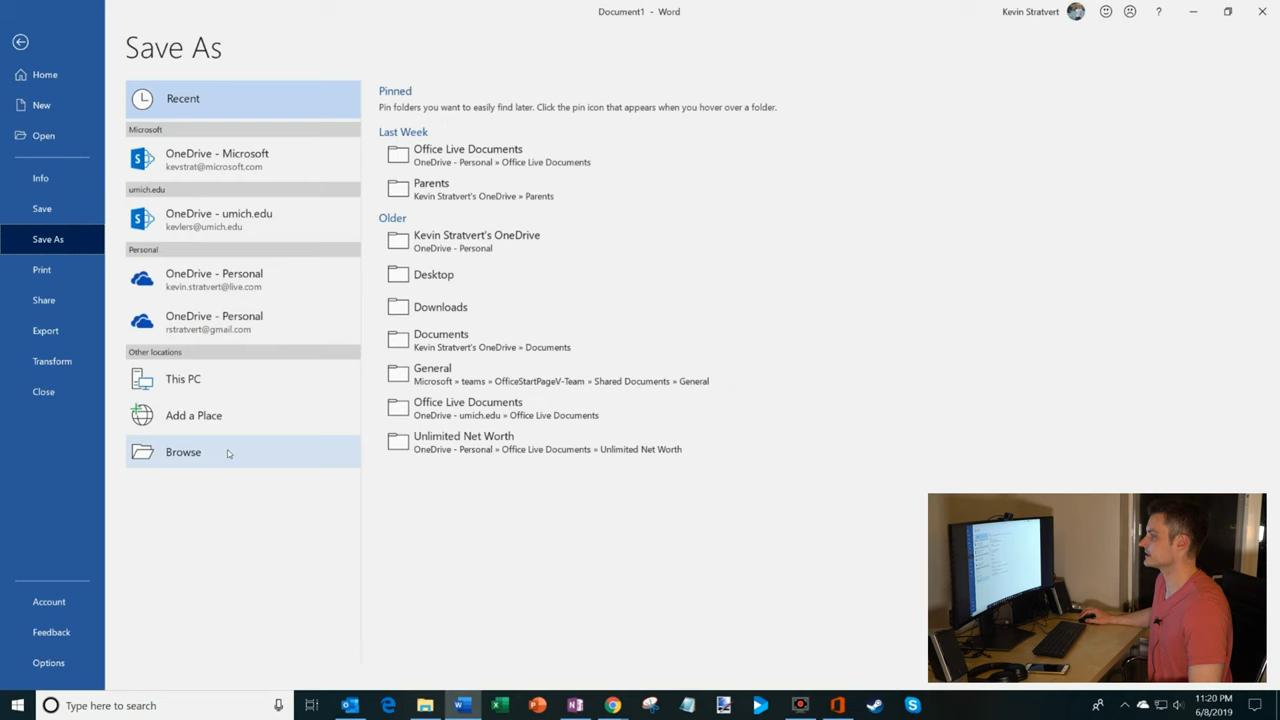 Document1 - Word
Kevin Stratvert
?
Home
New
Open
Info
Save
Save As
Print
Share
Export
Transform
Close
Account
Feedback
Options
Save As
Recent
Microsoft
OneDrive - Microsoft
kevstrat@microsoft.com
umich.edu
OneDrive - umich.edu
kevlers@umich.edu
Personal
OneDrive - Personal
kevin.stratvert@live.com
OneDrive - Personal
rstratvert@gmail.com
Other locations
This PC
Add a Place
Browse
Pinned
Pin folders you want to easily find later. Click the pin icon that appears when you hover over a folder.
Last Week
Office Live Documents
OneDrive - Personal » Office Live Documents
Parents
Kevin Stratvert's OneDrive » Parents
Older
Kevin Stratvert's OneDrive
OneDrive - Personal
Desktop
Downloads
Documents
Kevin Stratvert's OneDrive » Documents
General
Microsoft » teams » OfficeStartPageV-Team » Shared Documents » General
Office Live Documents
OneDrive - umich.edu » Office Live Documents
Unlimited Net Worth
OneDrive - Personal » Office Live Documents » Unlimited Net Worth
Type here to search
11:20 PM
6/8/2019